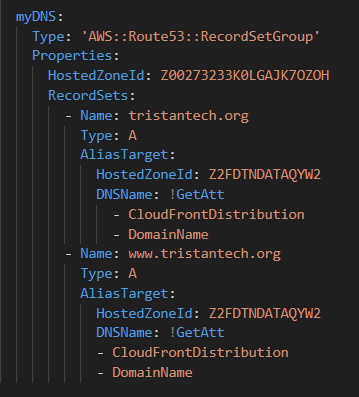 myDNS:
Type: 'AWS::Route53::RecordSetGroup'
Properties:
HostedZoneId: Z00273233K0LGAJK7OZOH
RecordSets:
- Name: tristantech.org
Type: A
AliasTarget:
HostedZoneId: Z2FDTNDATAQYW2
DNSName: !GetAtt
- CloudFrontDistribution
- DomainName
- Name: www.tristantech.org
Type: A
AliasTarget:
HostedZoneId: Z2FDTNDATAQYW2
DNSName: !GetAtt
- CloudFrontDistribution
- DomainName